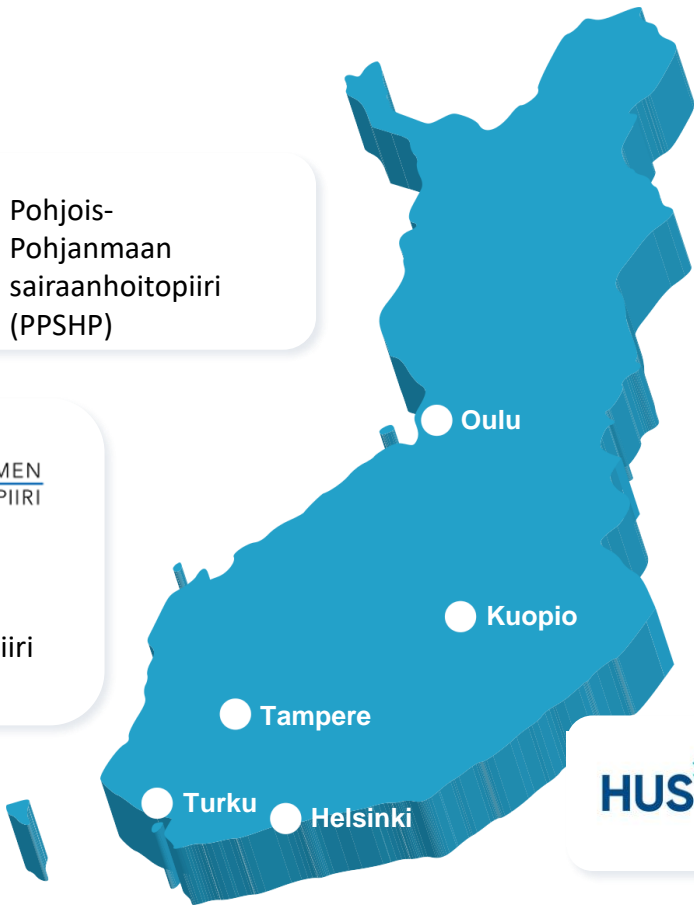 Pohjois-
Pohjanmaan
sairaanhoitopiiri
(PPSHP)
Oulu
MEN
PIIRI
Kuopio
iiri
Tampere
HUS
Turku
Helsinki